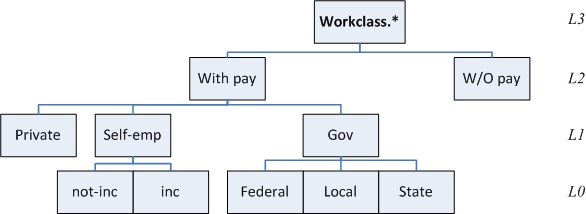 Workclass.* L3
With pay W/O pay L2
Private Self-emp Gov L1
not-inc inc Federal Local State L0